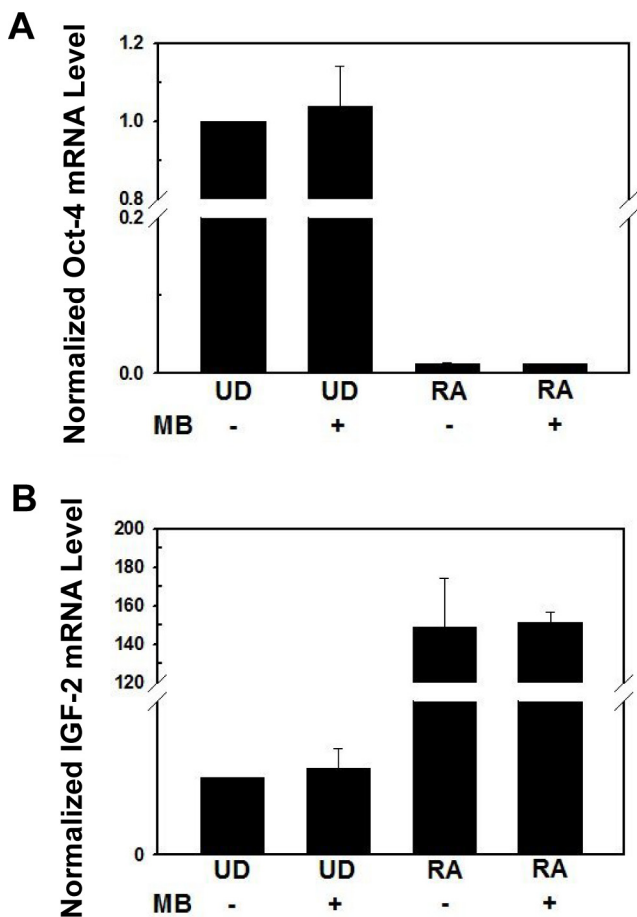 A
Normalized Oct-4 mRNA Level
1.2
1.0
0.8
0.2
0.0
UD UD RA RA
MB - + - +
B
Normalized IGF-2 mRNA Level
200
180
160
140
120
0
UD UD RA RA
MB - + - +